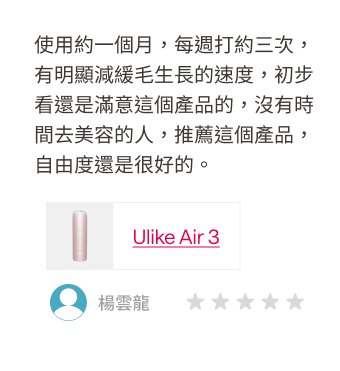 使用約一個月，每週打約三次，
有明顯減緩毛生長的速度，初步
看還是滿意這個產品的，沒有時
間去美容的人，推薦這個產品，
自由度還是很好的。
Ulike Air 3
楊雲龍